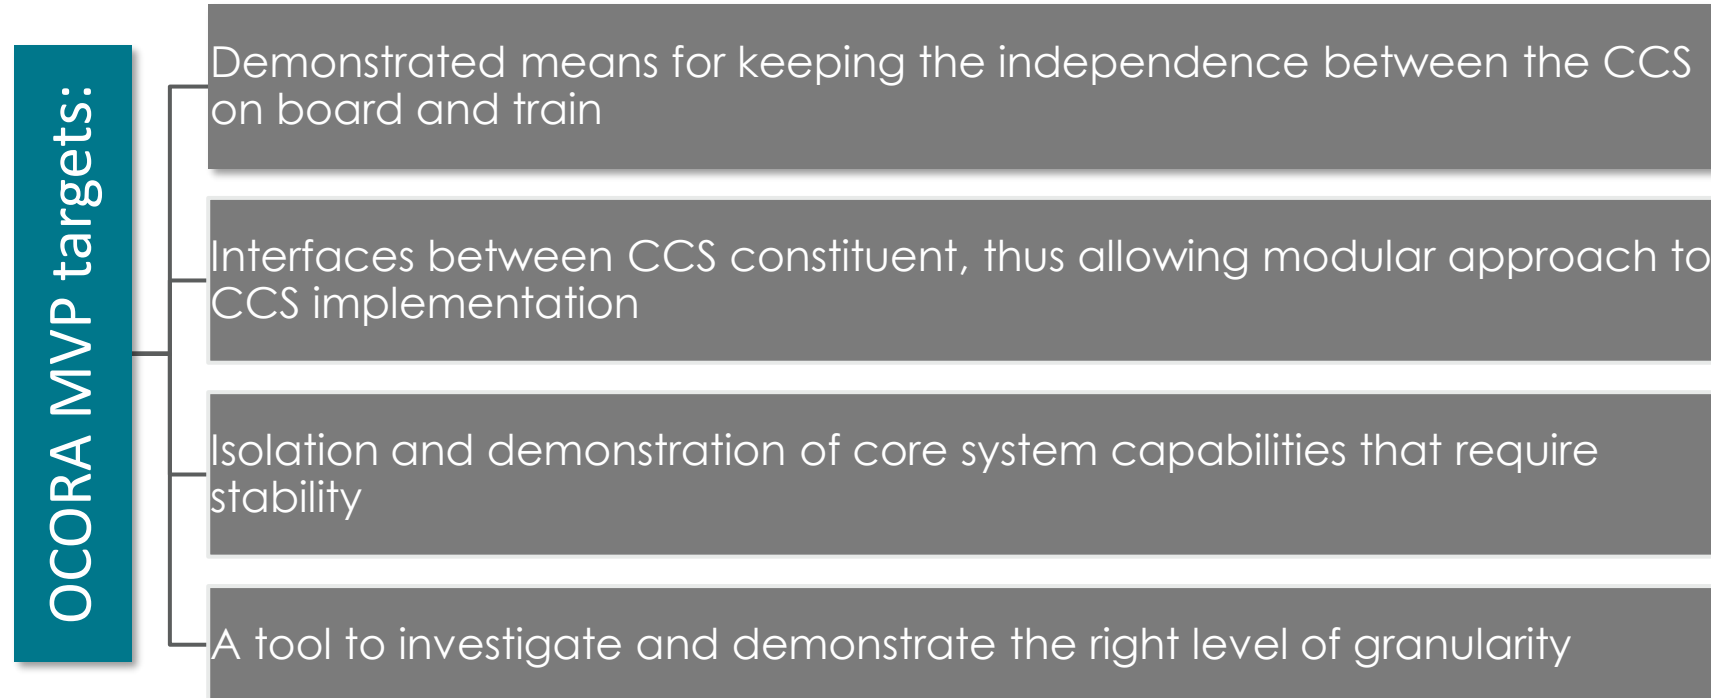 OCORA MVP targets:
Demonstrated means for keeping the independence between the CCS
on board and train
Interfaces between CCS constituent, thus allowing modular approach to
CCS implementation
Isolation and demonstration of core system capabilities that require
stability
A tool to investigate and demonstrate the right level of granularity